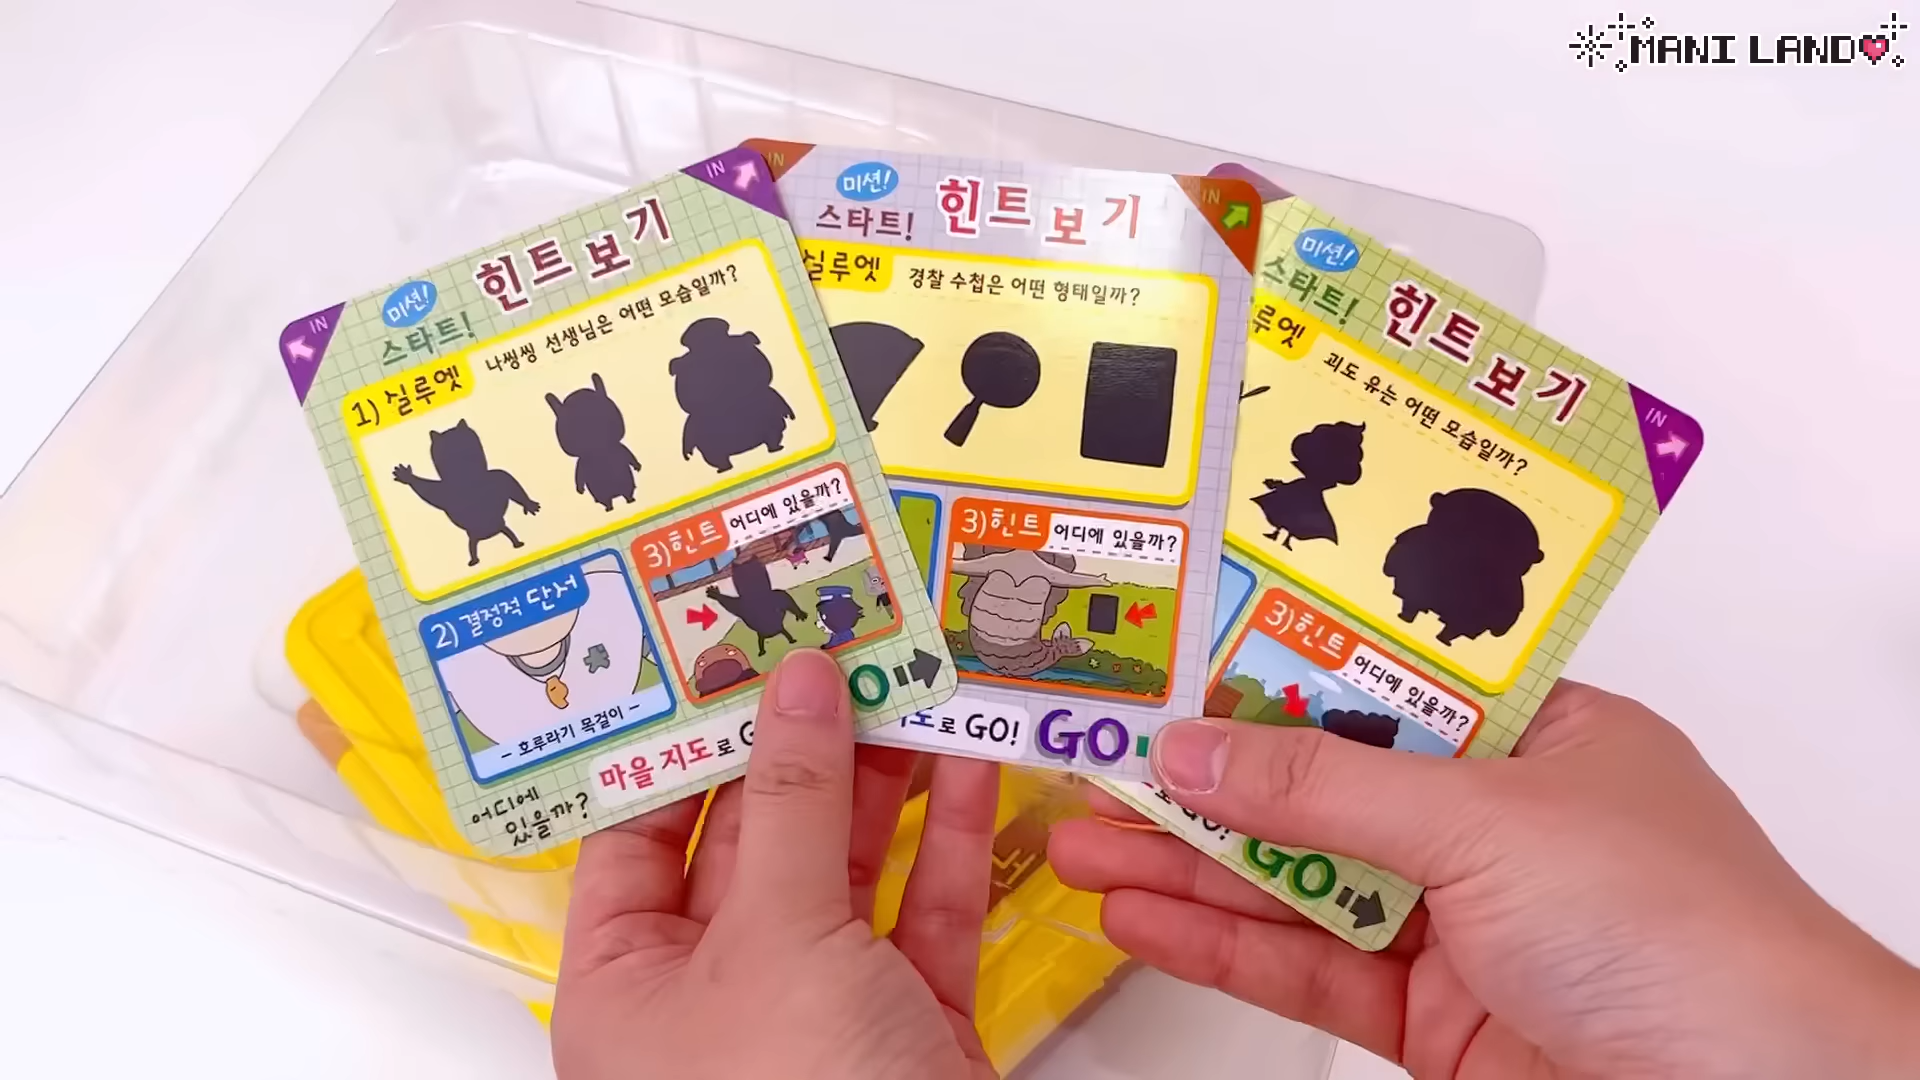 MANI LAND
IN
IN
미션!
스타트!
힌트 보기
1) 실루엣
나씽씽 선생님은 어떤 모습일까?
2) 결정적 단서
- 호루라기 목걸이 -
3) 힌트
어디에 있을까?
어디에
있을까?
마을 지도로 G
O
IN
IN
미션!
스타트!
힌트 보기
실루엣
경찰 수첩은 어떤 형태일까?
3) 힌트
어디에 있을까?
지도로 GO!
GO
미션!
스타트!
힌트 보기
IN
루엣
괴도 유는 어떤 모습일까?
3) 힌트
어디에 있을까?
GO!
GO